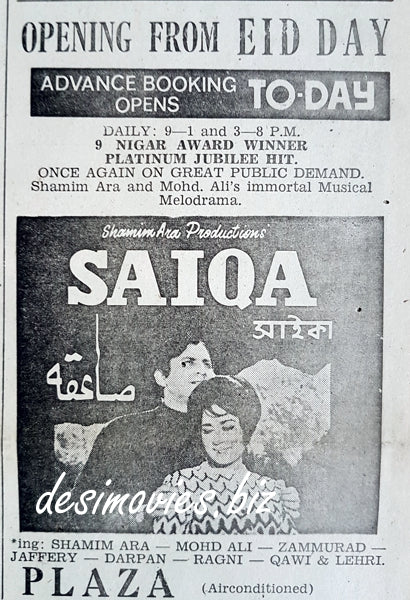 OPENING FROM EID DAY
ADVANCE BOOKING
OPENS
TO-DAY
DAILY: 9—1 and 3—8 P.M.
9 NIGAR AWARD WINNER
PLATINUM JUBILEE HIT.
ONCE AGAIN ON GREAT PUBLIC DEMAND.
Shamim Ara and Mohd. Ali's immortal Musical
Melodrama.
Shamim Ara Productions'
SAIQA
সাইকা
صاعقہ
desimovies.biz
*ing: SHAMIM ARA — MOHD ALI — ZAMMURAD —
JAFFERY — DARPAN — RAGNI — QAWI & LEHRI.
PLAZA (Airconditioned)